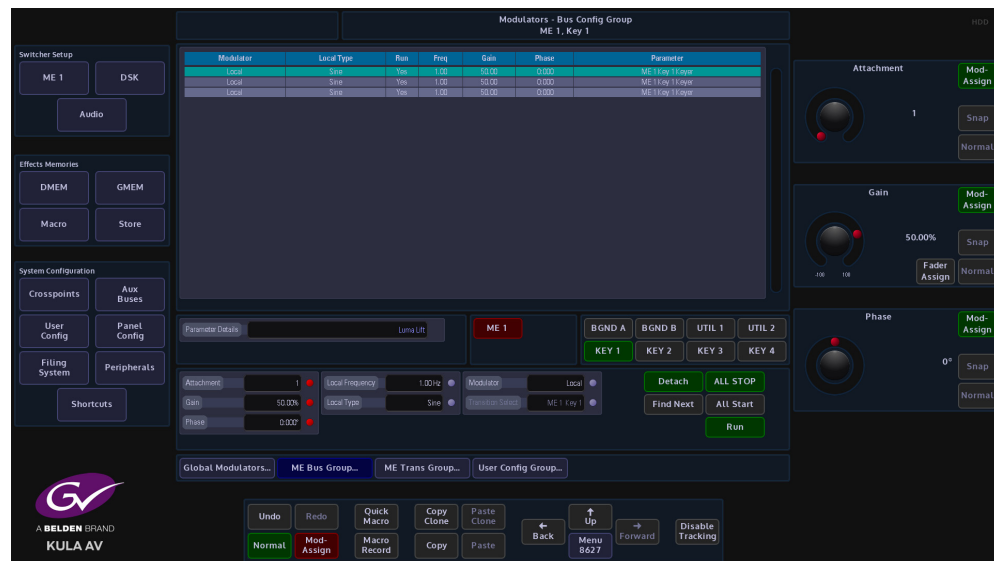 Modulators - Bus Config Group
ME 1, Key 1
HDD
Switcher Setup
ME 1
DSK
Audio
Effects Memories
DMEM
GMEM
Macro
Store
System Configuration
Crosspoints
Aux Buses
User Config
Panel Config
Filing System
Peripherals
Shortcuts
Modulator Local Type Run Freq Gain Phase Parameter
Local Sine Yes 1.00 50.00 0.000 ME 1 Key 1 Keyer
Local Sine Yes 1.00 50.00 0.000 ME 1 Key 1 Keyer
Local Sine Yes 1.00 50.00 0.000 ME 1 Key 1 Keyer
Parameter Details Luma Lift
ME 1
BGND A BGND B UTIL 1 UTIL 2
KEY 1 KEY 2 KEY 3 KEY 4
Attachment 1 Local Frequency 1.00 Hz Modulator Local
Gain 50.00% Local Type Sine Transition Select ME 1 Key 1
Phase 0.000°
Detach ALL STOP
Find Next All Start
Run
Global Modulators... ME Bus Group... ME Trans Group... User Config Group...
Attachment
1
Mod-Assign
Snap
Normal
Gain
50.00%
-100 100
Fader Assign
Mod-Assign
Snap
Normal
Phase
0°
Mod-Assign
Snap
Normal
GV
A BELDEN BRAND
KULA AV
Undo Redo Quick Macro Copy Clone Paste Clone
Normal Mod-Assign Macro Record Copy Paste
Back Up Forward Disable Tracking
Menu 8627